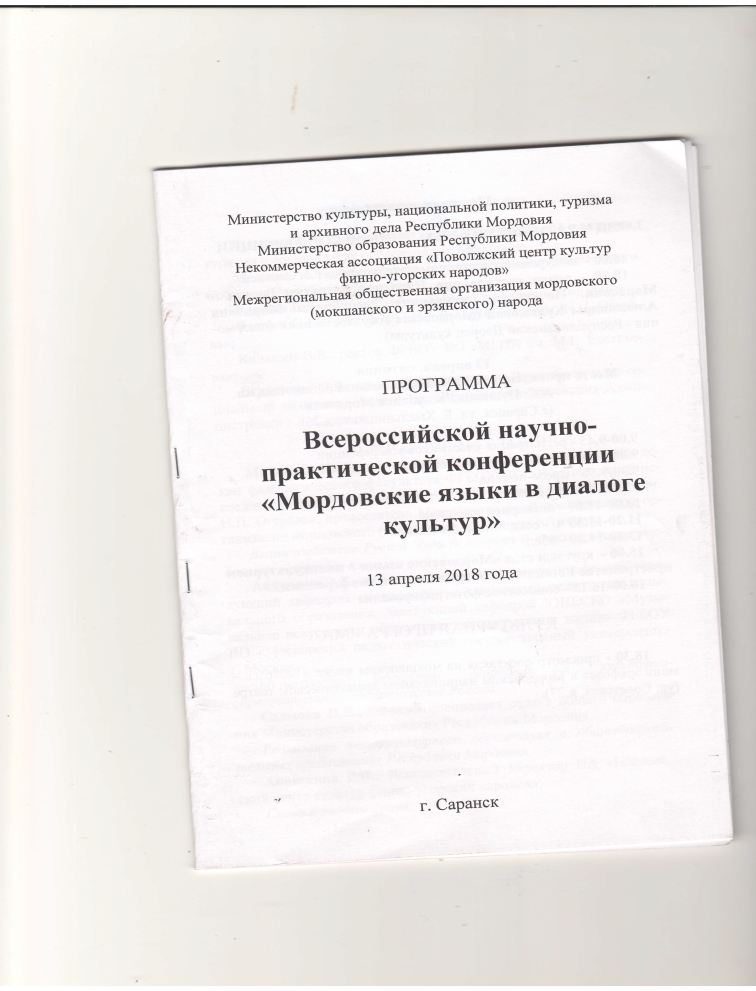 Министерство культуры, национальной политики, туризма
и архивного дела Республики Мордовия
Министерство образования Республики Мордовия
Некоммерческая ассоциация «Поволжский центр культур
финно-угорских народов»
Межрегиональная общественная организация мордовского
(мокшанского и эрзянского) народа
ПРОГРАММА
Всероссийской научно-
практической конференции
«Мордовские языки в диалоге
культур»
13 апреля 2018 года
г. Саранск